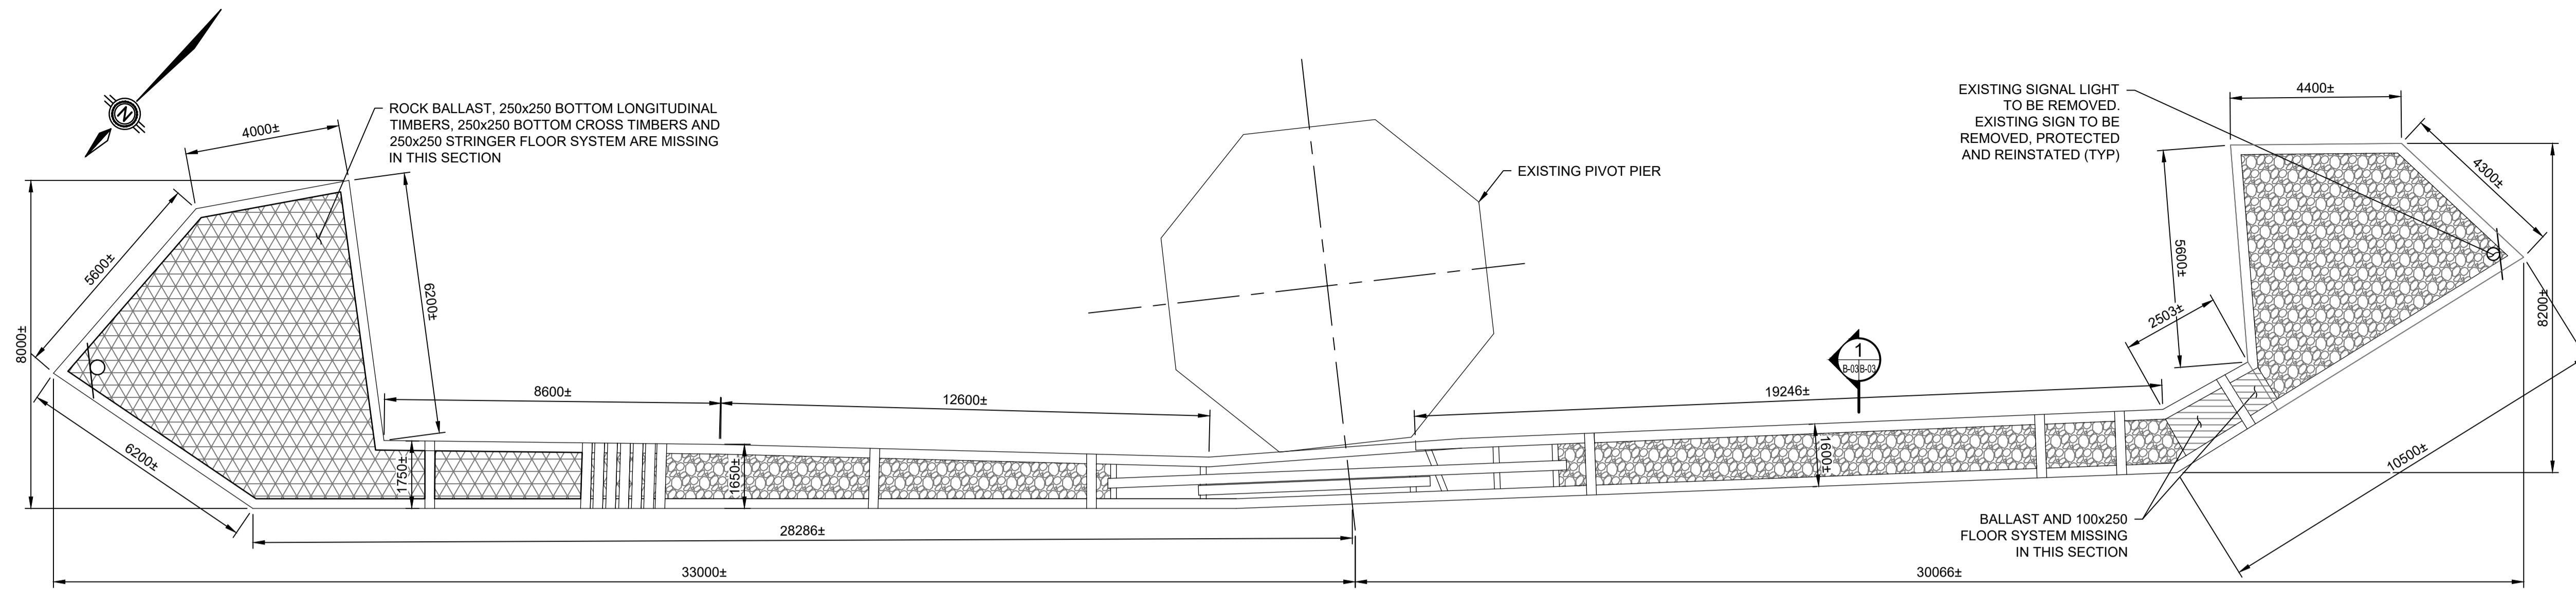 N
4000±
ROCK BALLAST, 250x250 BOTTOM LONGITUDINAL
TIMBERS, 250x250 BOTTOM CROSS TIMBERS AND
250x250 STRINGER FLOOR SYSTEM ARE MISSING
IN THIS SECTION
5600±
8000±
6200±
6200±
8600±
12600±
1750±
1650±
28286±
33000±
EXISTING PIVOT PIER
EXISTING SIGNAL LIGHT
TO BE REMOVED.
EXISTING SIGN TO BE
REMOVED, PROTECTED
AND REINSTATED (TYP)
4400±
4300±
5600±
2503±
8200±
1
B-03 B-03
19246±
1600±
10500±
BALLAST AND 100x250
FLOOR SYSTEM MISSING
IN THIS SECTION
30066±